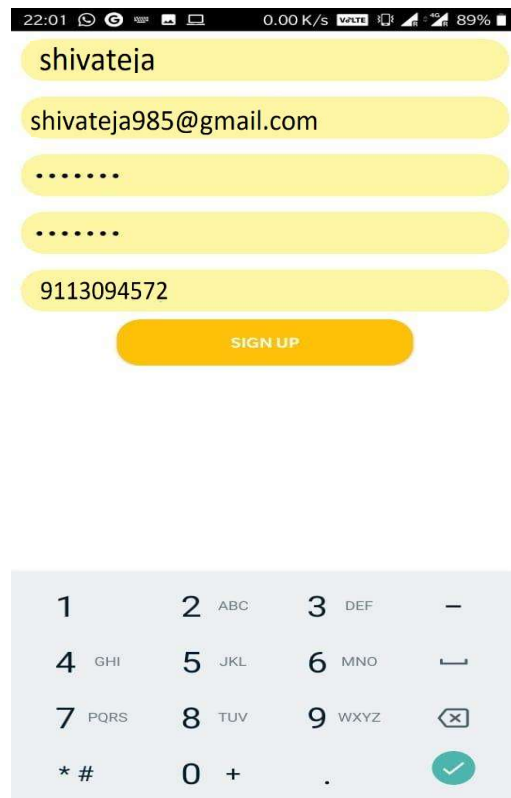 22:01 0.00 K/s VoLTE 4G 89%
shivateja
shivateja985@gmail.com
•••••••
•••••••
9113094572
SIGN UP
1 2 ABC 3 DEF –
4 GHI 5 JKL 6 MNO
7 PQRS 8 TUV 9 WXYZ
* # 0 + .